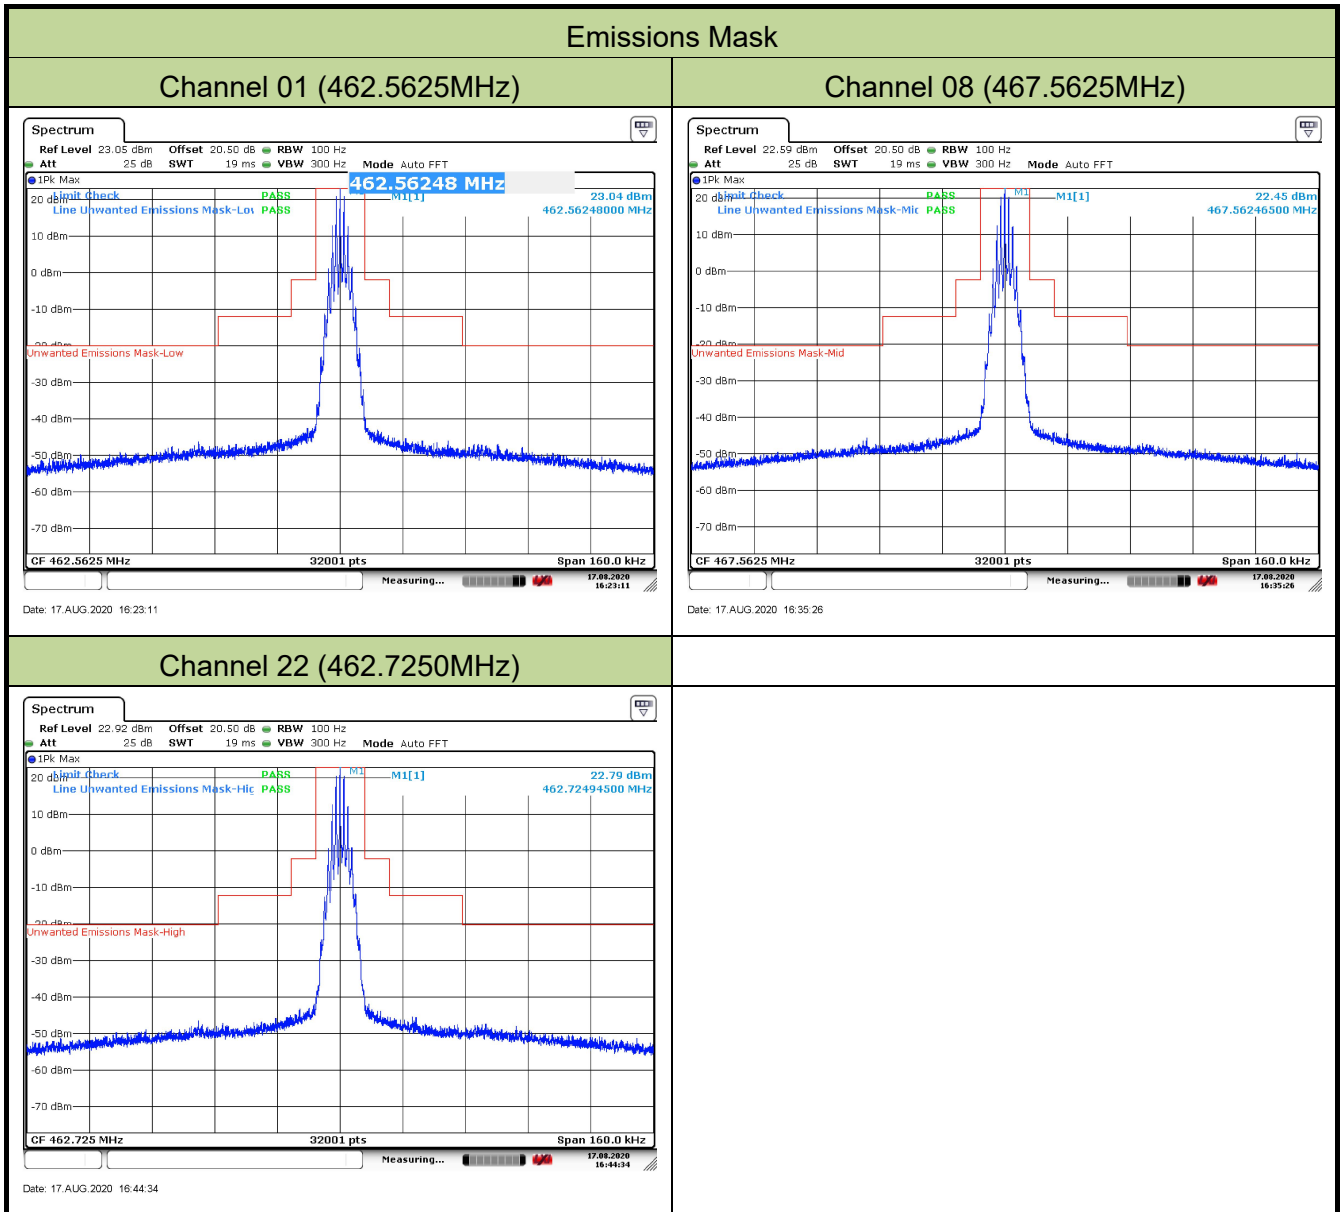 Emissions Mask
Channel 01 (462.5625MHz)
Channel 08 (467.5625MHz)
Spectrum
Ref Level 23.05 dBm Offset 20.50 dB RBW 100 Hz
Att 25 dB SWT 19 ms VBW 300 Hz Mode Auto FFT
1Pk Max
462.56248 MHz
Limit Check PASS M1[1] 23.04 dBm
Line Unwanted Emissions Mask-Lov PASS 462.56248000 MHz
20 dBm
10 dBm
0 dBm
-10 dBm
-20 dBm
Unwanted Emissions Mask-Low
-30 dBm
-40 dBm
-50 dBm
-60 dBm
-70 dBm
CF 462.5625 MHz 32001 pts Span 160.0 kHz
Measuring... 17.08.2020
16:23:11
Date: 17.AUG.2020 16:23:11
Spectrum
Ref Level 22.59 dBm Offset 20.50 dB RBW 100 Hz
Att 25 dB SWT 19 ms VBW 300 Hz Mode Auto FFT
1Pk Max
Limit Check PASS M1 M1[1] 22.45 dBm
Line Unwanted Emissions Mask-Mic PASS 467.56246500 MHz
20 dBm
10 dBm
0 dBm
-10 dBm
-20 dBm
Unwanted Emissions Mask-Mid
-30 dBm
-40 dBm
-50 dBm
-60 dBm
-70 dBm
CF 467.5625 MHz 32001 pts Span 160.0 kHz
Measuring... 17.08.2020
16:35:26
Date: 17.AUG.2020 16:35:26
Channel 22 (462.7250MHz)
Spectrum
Ref Level 22.92 dBm Offset 20.50 dB RBW 100 Hz
Att 25 dB SWT 19 ms VBW 300 Hz Mode Auto FFT
1Pk Max
Limit Check PASS M1 M1[1] 22.79 dBm
Line Unwanted Emissions Mask-Hig PASS 462.72494500 MHz
20 dBm
10 dBm
0 dBm
-10 dBm
-20 dBm
Unwanted Emissions Mask-High
-30 dBm
-40 dBm
-50 dBm
-60 dBm
-70 dBm
CF 462.725 MHz 32001 pts Span 160.0 kHz
Measuring... 17.08.2020
16:44:34
Date: 17.AUG.2020 16:44:34